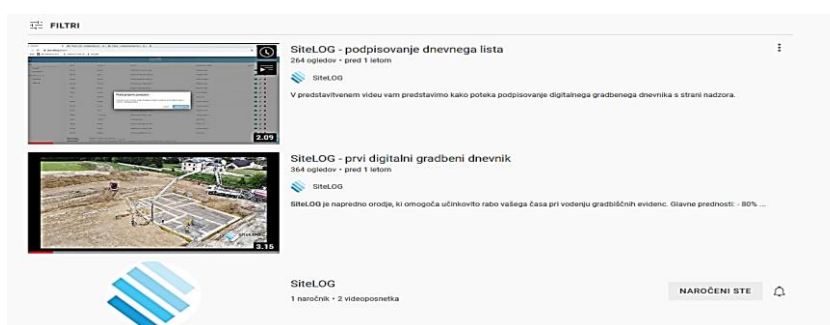 FILTRI
SiteLOG - podpisovanje dnevnega lista
264 ogledov • pred 1 letom
SiteLOG
V predstavitvenem videu vam predstavimo kako poteka podpisovanje digitalnega gradbenega dnevnika s strani nadzora.
2.09
SiteLOG - prvi digitalni gradbeni dnevnik
364 ogledov • pred 1 letom
SiteLOG
SiteLOG je napredno orodje, ki omogoča učinkovito rabo vašega časa pri vodenju gradbiščnih evidenc. Glavne prednosti: - 80% ...
3.15
SiteLOG
1 naročnik • 2 videoposnetka
NAROČENI STE